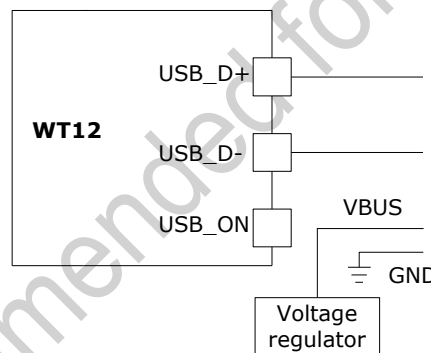 USB_D+
WT12
USB_D-
USB_ON
VBUS
GND
Voltage
regulator